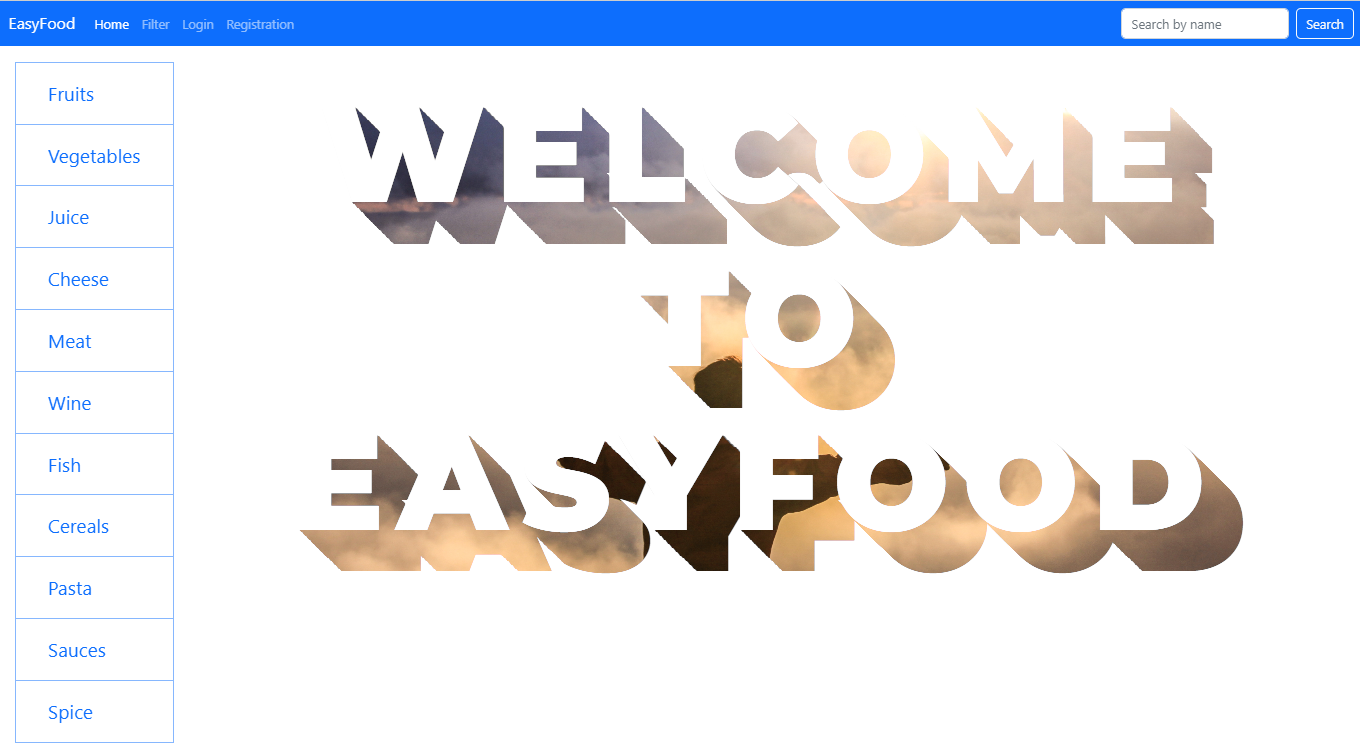 EasyFood Home Filter Login Registration Search by name Search
Fruits
Vegetables
Juice
Cheese
Meat
Wine
Fish
Cereals
Pasta
Sauces
Spice
WELCOME
TO
EASYFOOD